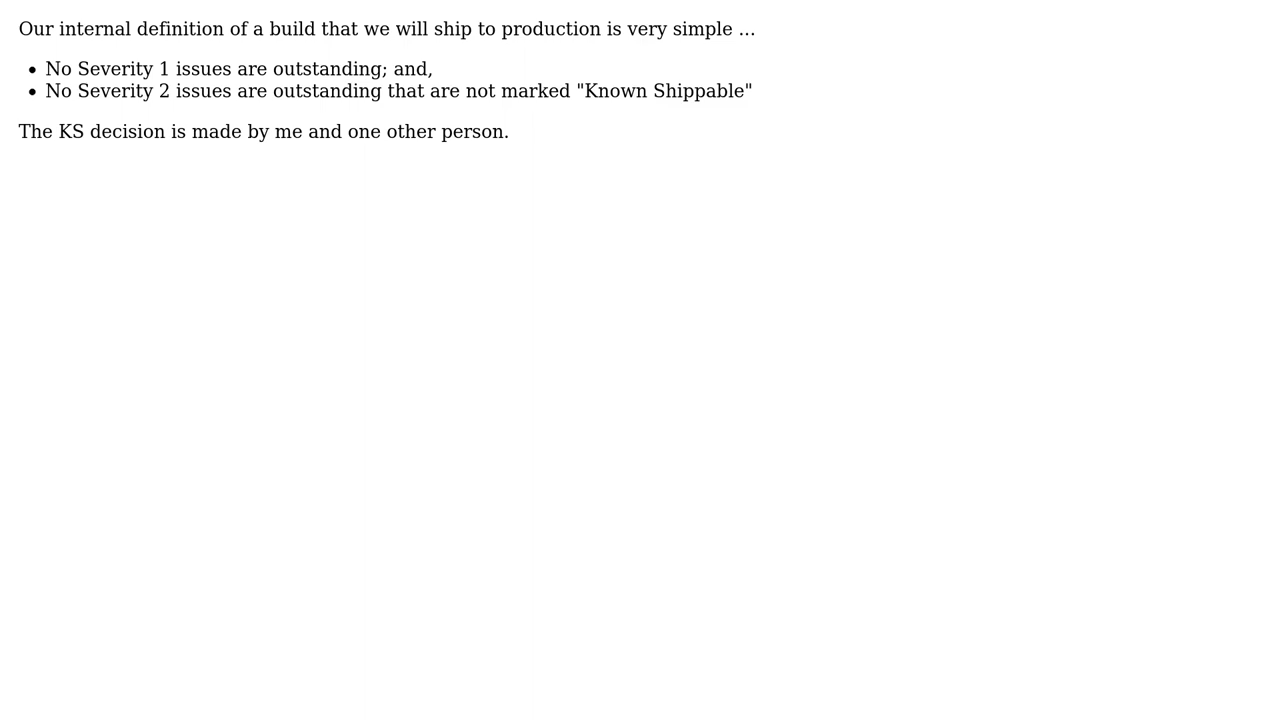 Our internal definition of a build that we will ship to production is very simple ...
• No Severity 1 issues are outstanding; and,
• No Severity 2 issues are outstanding that are not marked "Known Shippable"
The KS decision is made by me and one other person.